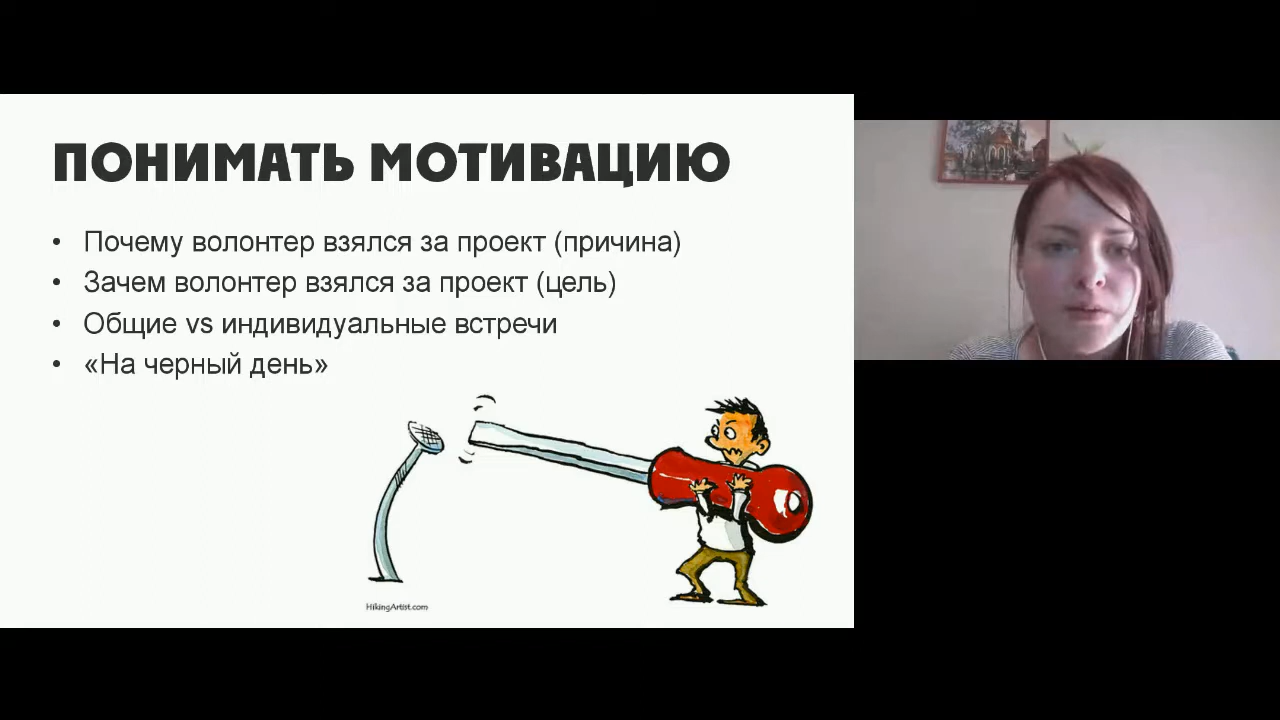 ПОНИМАТЬ МОТИВАЦИЮ
• Почему волонтер взялся за проект (причина)
• Зачем волонтер взялся за проект (цель)
• Общие vs индивидуальные встречи
• «На черный день»
HikingArtist.com